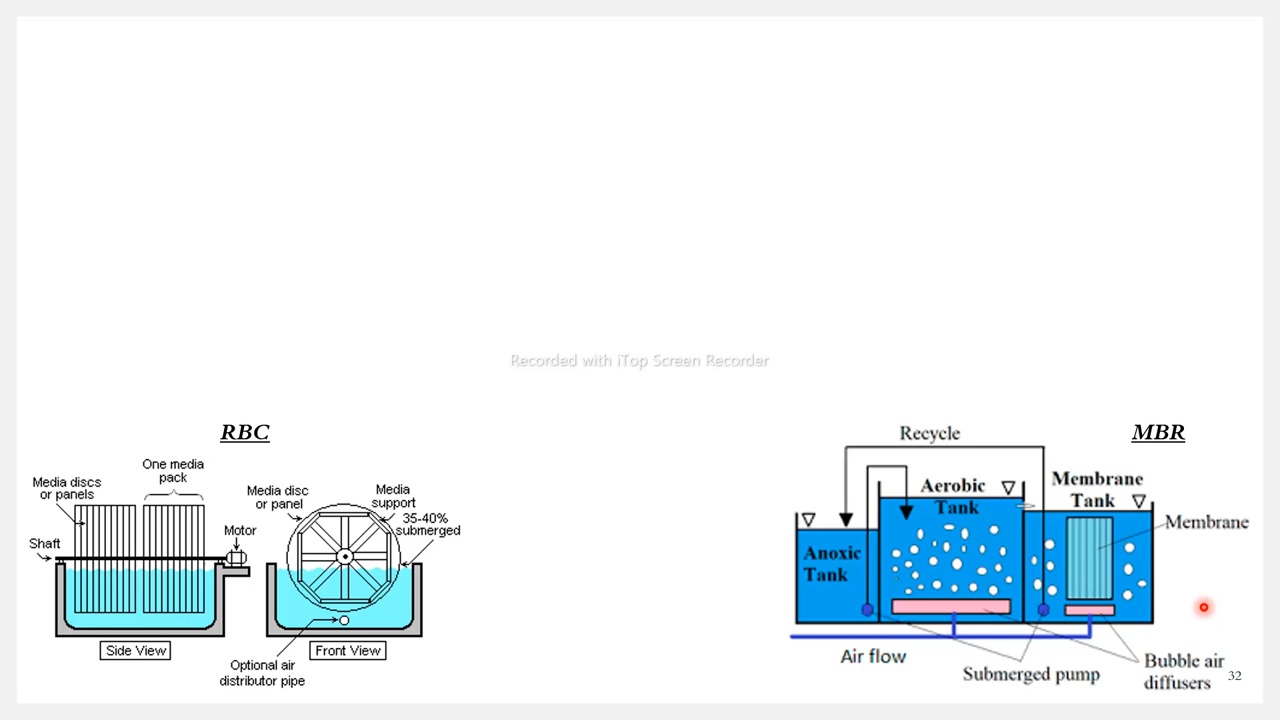 Recorded with iTop Screen Recorder
RBC
One media
pack
Media discs
or panels
Shaft
Motor
Side View
Media disc
or panel
Media
support
35-40%
submerged
Optional air
distributor pipe
Front View
MBR
Recycle
Aerobic
Tank
Membrane
Tank
Membrane
Anoxic
Tank
Air flow
Submerged pump
Bubble air
diffusers
32